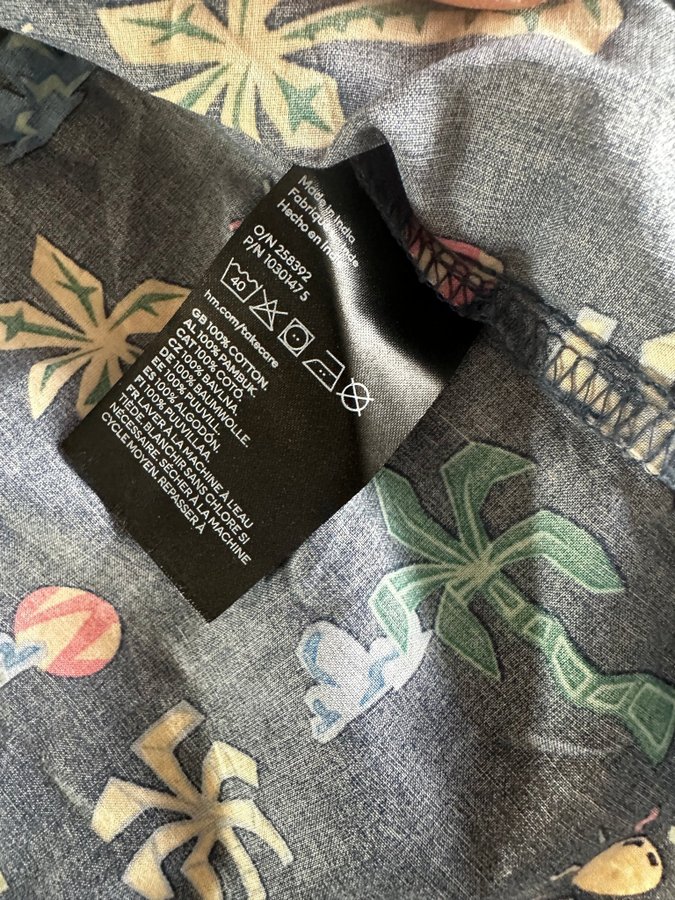 Made in India
Fabriqué en Inde
Hecho en India
O/N 258392
P/N 10301475
40
hm.com/takecare
GB 100% COTTON.
AL 100% PAMBUK.
CAT 100% COTÓ.
CZ 100% BAVLNA.
DE 100% BAUMWOLLE.
EE 100% PUUVILL.
ES 100% ALGODÓN.
FI 100% PUUVILLAA.
FR LAVER À LA MACHINE À L'EAU
TIÈDE. BLANCHIR SANS CHLORE SI
NÉCESSAIRE. SÉCHER À LA MACHINE
CYCLE MOYEN. REPASSER À